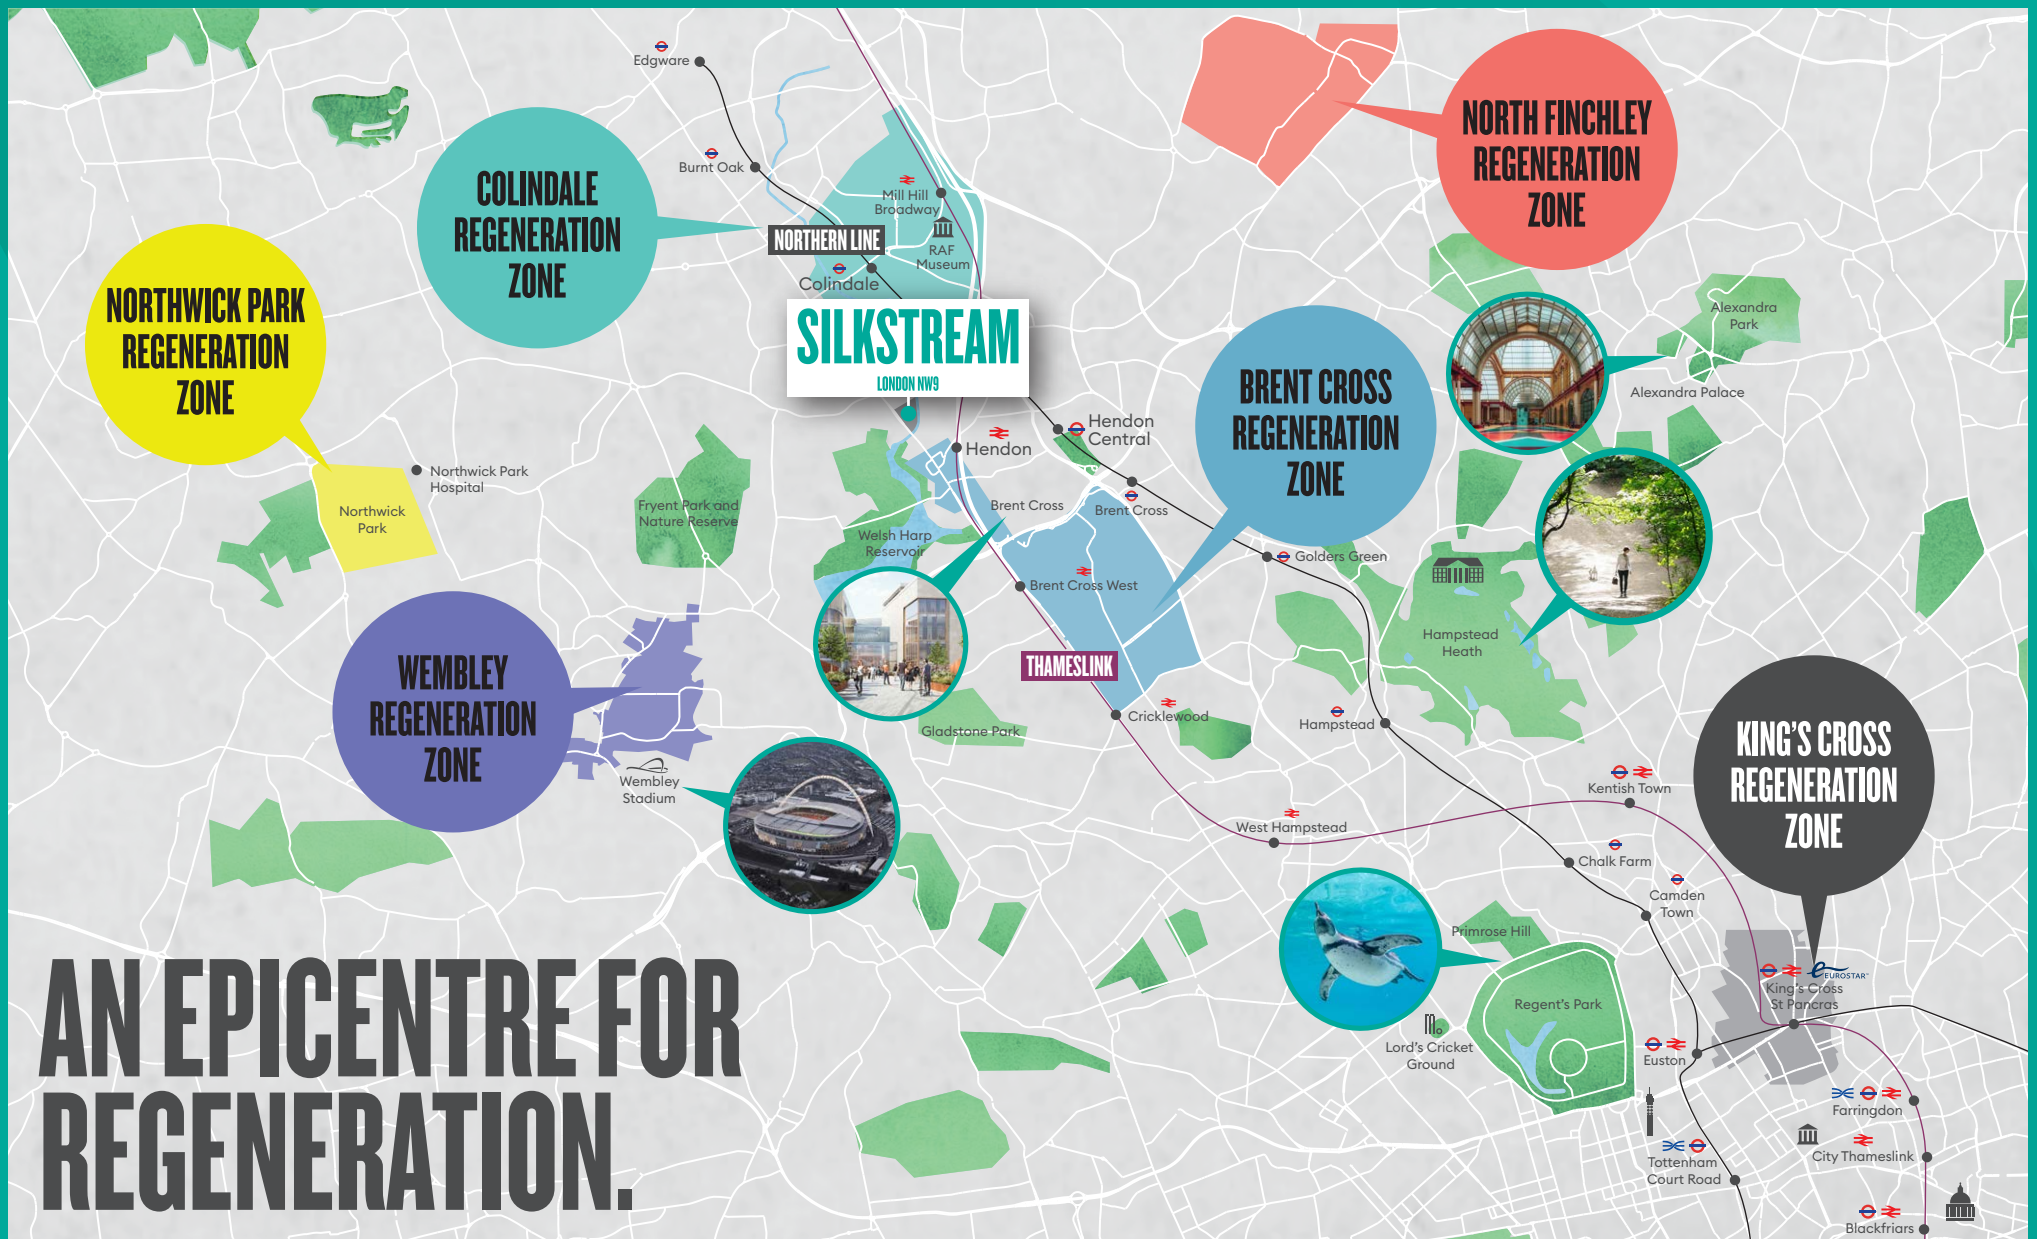 Edgware
NORTH FINCHLEY
REGENERATION
ZONE
Burnt Oak
COLINDALE
REGENERATION
ZONE
Mill Hill
Broadway
NORTHERN LINE
RAF
Museum
Colindale
NORTHWICK PARK
REGENERATION
ZONE
SILKSTREAM
LONDON NW9
Alexandra
Park
Alexandra Palace
BRENT CROSS
REGENERATION
ZONE
Hendon
Central
Hendon
Northwick Park
Hospital
Northwick
Park
Fryent Park and
Nature Reserve
Brent Cross
Brent Cross
Welsh Harp
Reservoir
Golders Green
Brent Cross West
Hampstead
Heath
WEMBLEY
REGENERATION
ZONE
THAMESLINK
Cricklewood
Gladstone Park
Hampstead
KING'S CROSS
REGENERATION
ZONE
Wembley
Stadium
Kentish Town
West Hampstead
Chalk Farm
Camden
Town
Primrose Hill
EUROSTAR™
King's Cross
St Pancras
Regent's Park
Lord's Cricket
Ground
Euston
Farringdon
City Thameslink
Tottenham
Court Road
Blackfriars
AN EPICENTRE FOR
REGENERATION.